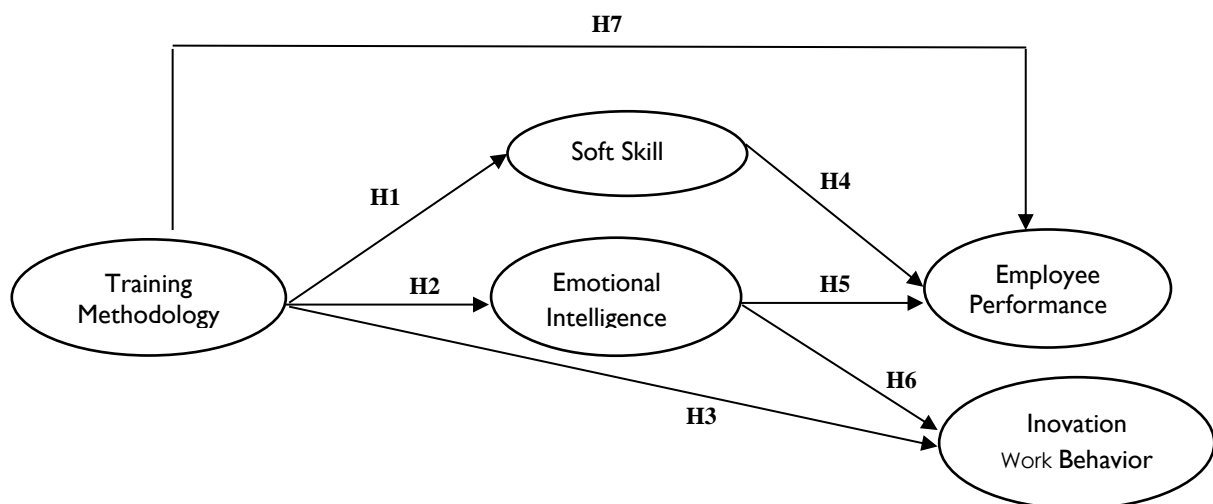 H7
Soft Skill
H1
H4
Training
Methodology
H2
Emotional
Intelligence
H5
Employee
Performance
H3
H6
Inovation
Work Behavior